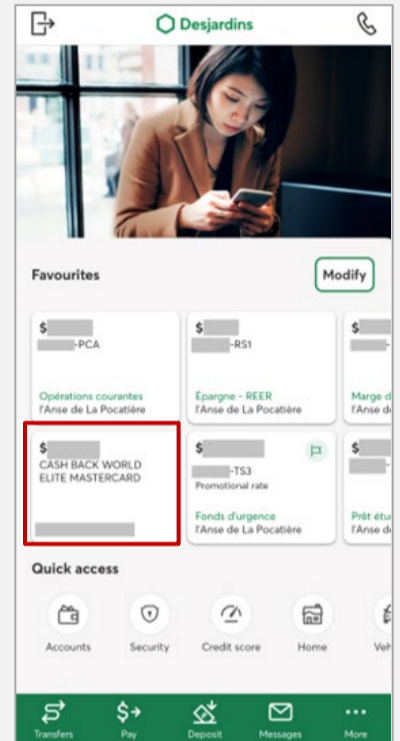 Desjardins
Favourites
Modify
$
-PCA
Opérations courantes
l'Anse de La Pocatière
$
-RS1
Épargne - REER
l'Anse de La Pocatière
$
-
Marge d
l'Anse de
$
CASH BACK WORLD
ELITE MASTERCARD
$
-TS3
Promotional rate
Fonds d'urgence
l'Anse de La Pocatière
$
-
Prêt étu
l'Anse de
Quick access
Accounts
Security
Credit score
Home
Veh
Transfers
Pay
Deposit
Messages
More